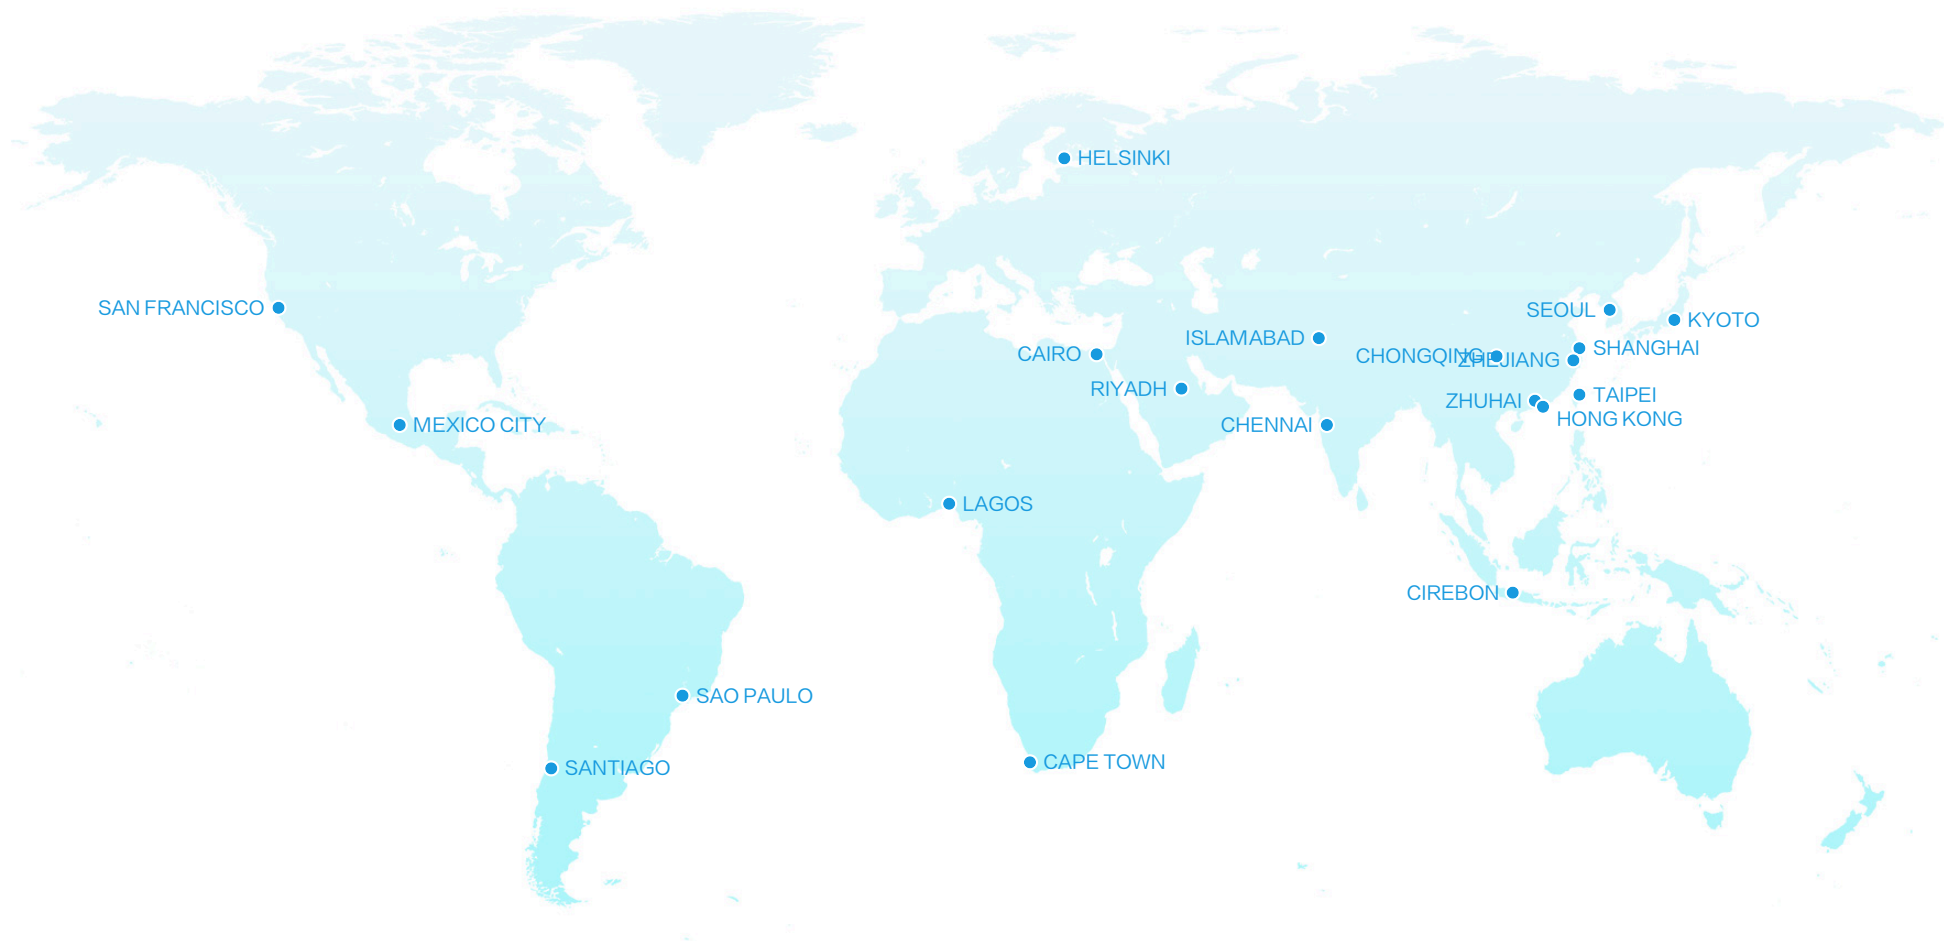 HELSINKI
SAN FRANCISCO
SEOUL
KYOTO
ISLAMABAD
SHANGHAI
CAIRO
CHONGQING
ZHEJIANG
RIYADH
TAIPEI
ZHUHAI
HONG KONG
MEXICO CITY
CHENNAI
LAGOS
CIREBON
SAO PAULO
CAPE TOWN
SANTIAGO